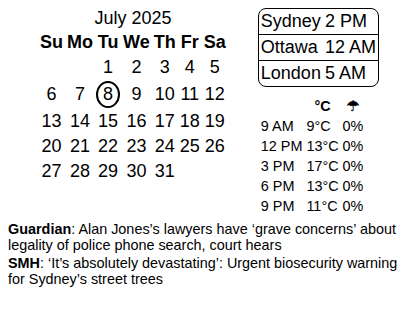 July 2025
Su Mo Tu We Th Fr Sa
1 2 3 4 5
6 7 8 9 10 11 12
13 14 15 16 17 18 19
20 21 22 23 24 25 26
27 28 29 30 31
Sydney 2 PM
Ottawa 12 AM
London 5 AM
°C ☂
9 AM 9°C 0%
12 PM 13°C 0%
3 PM 17°C 0%
6 PM 13°C 0%
9 PM 11°C 0%
Guardian: Alan Jones’s lawyers have ‘grave concerns’ about
legality of police phone search, court hears
SMH: ‘It’s absolutely devastating’: Urgent biosecurity warning
for Sydney’s street trees